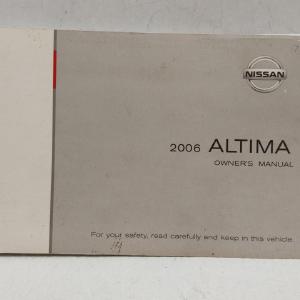 NISSAN
2006 ALTIMA
OWNER'S MANUAL
For your safety, read carefully and keep in this vehicle.